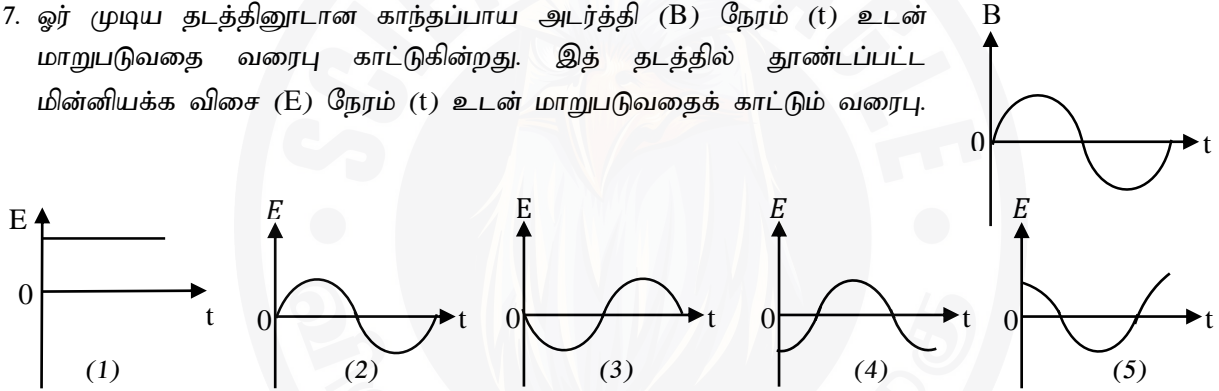 7. ஓர் முடிய தடத்தினூடான காந்தப்பாய அடர்த்தி (B) நேரம் (t) உடன்
மாறுபடுவதை வரைபு காட்டுகின்றது. இத் தடத்தில் தூண்டப்பட்ட
மின்னியக்க விசை (E) நேரம் (t) உடன் மாறுபடுவதைக் காட்டும் வரைபு.
B
0
t
E
0
t
(1)
E
0
t
(2)
E
0
t
(3)
E
0
t
(4)
E
0
t
(5)